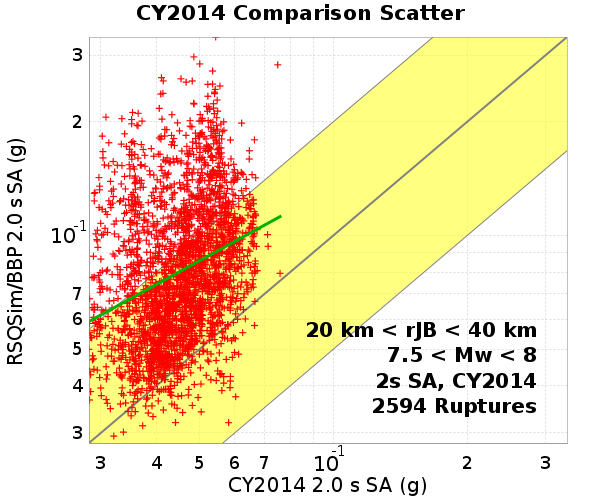 CY2014 Comparison Scatter
RSQSim/BBP 2.0 s SA (g)
3
2
10⁻¹
7
6
5
4
3
20 km < rJB < 40 km
7.5 < Mw < 8
2s SA, CY2014
2594 Ruptures
3 4 5 6 7 10⁻¹ 2 3
CY2014 2.0 s SA (g)